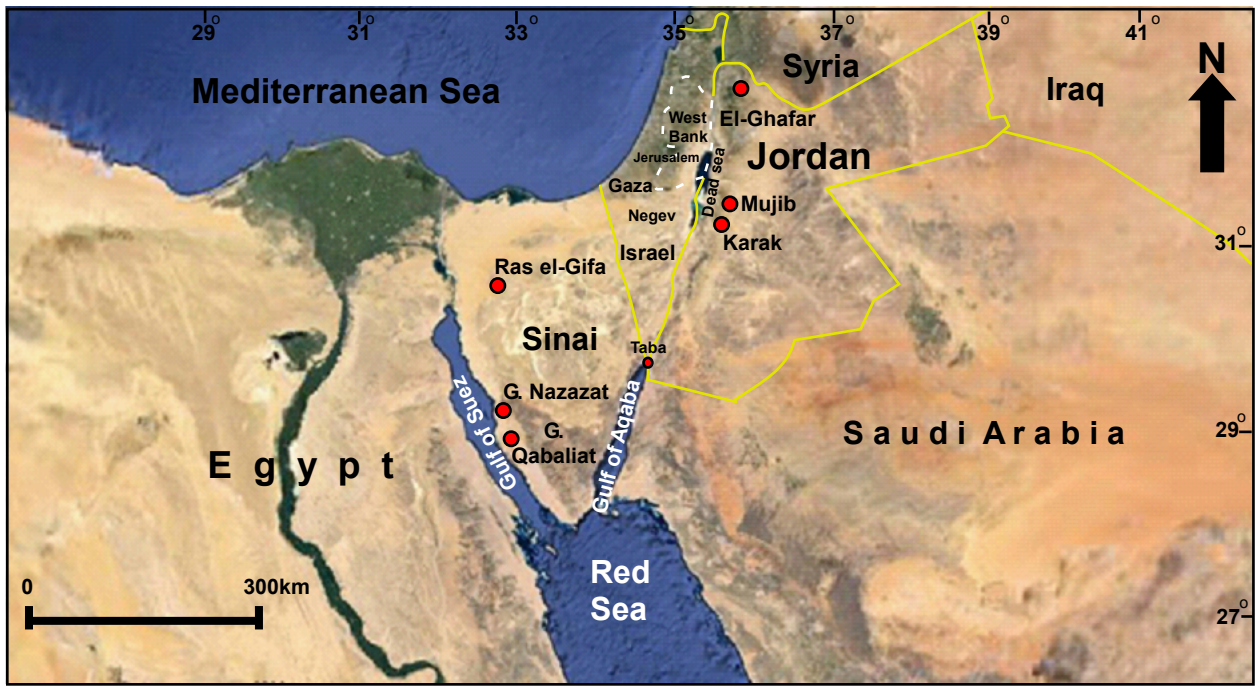 29° 33° 35° 37° 39° 41°
N
Mediterranean Sea
Syria
Iraq
West
Bank
El-Ghafar
Jerusalem
Jordan
Dead sea
Gaza
Mujib
Negev
Karak
31°
Israel
Ras el-Gifa
Sinai
Taba
G. Nazazat
Gulf of Suez
G.
Qabaliat
Gulf of Aqaba
Saudi Arabia
29°
Egypt
Red
Sea
0 300km
27°